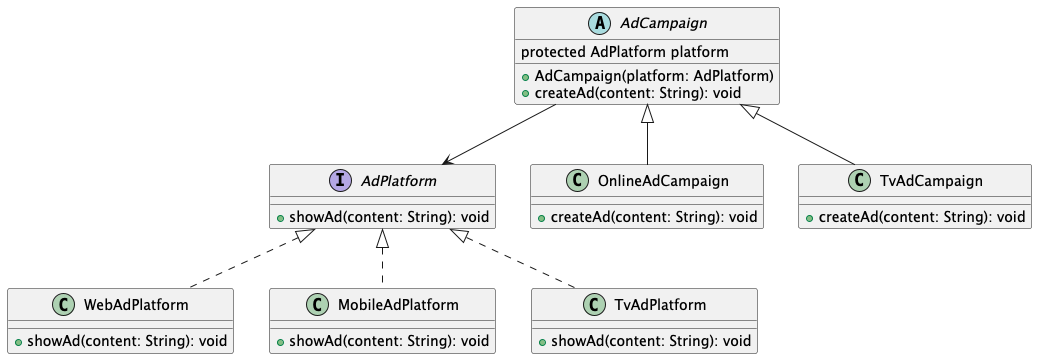 A AdCampaign
protected AdPlatform platform
AdCampaign(platform: AdPlatform)
createAd(content: String): void
I AdPlatform
showAd(content: String): void
C OnlineAdCampaign
createAd(content: String): void
C TvAdCampaign
createAd(content: String): void
C WebAdPlatform
showAd(content: String): void
C MobileAdPlatform
showAd(content: String): void
C TvAdPlatform
showAd(content: String): void